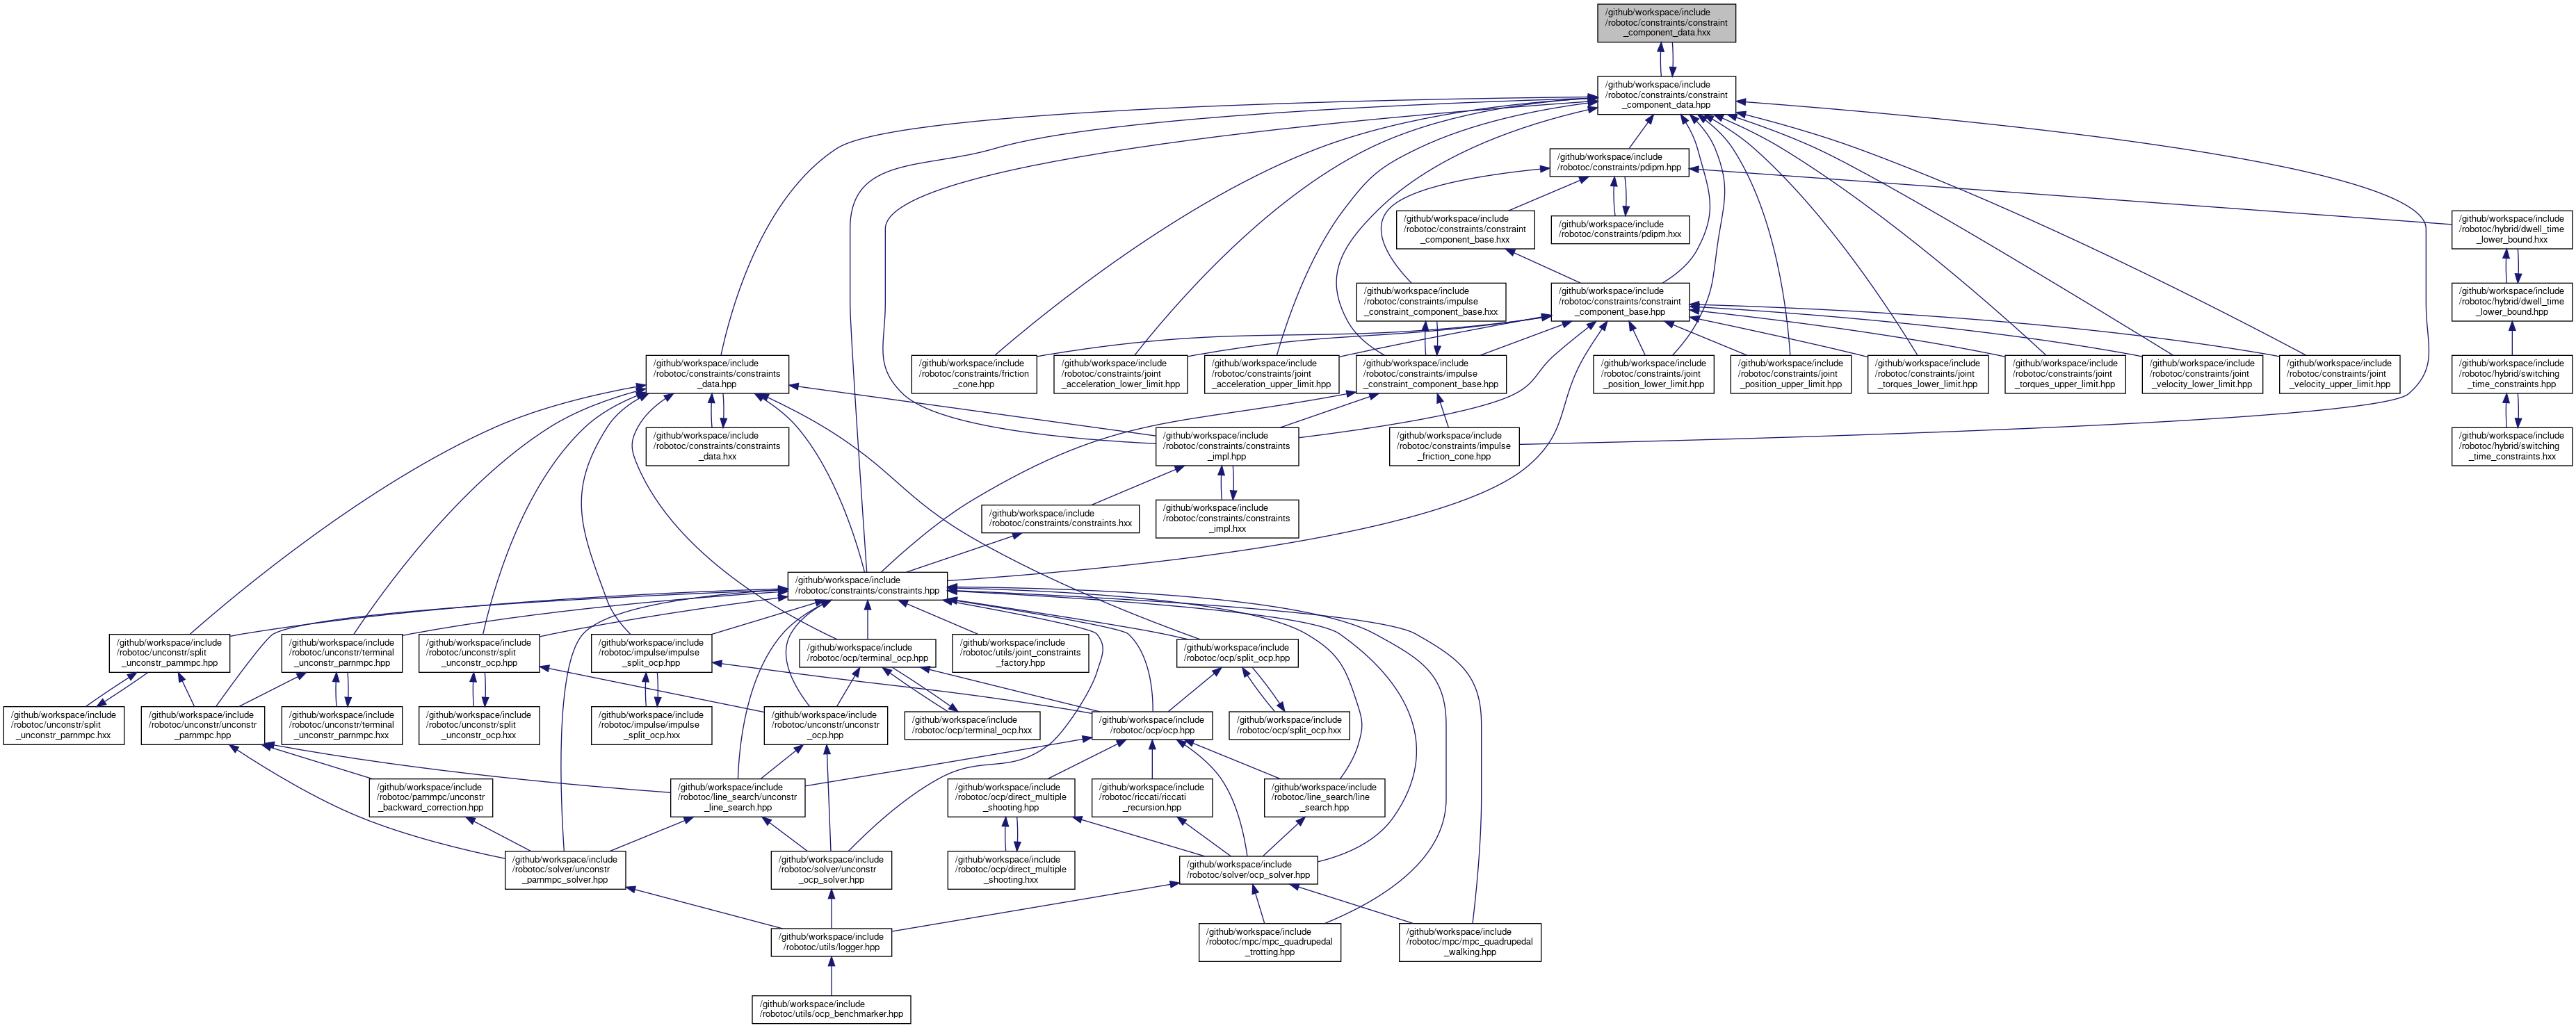 /github/workspace/include
/robotoc/constraints/constraint
_component_data.hxx
/github/workspace/include
/robotoc/constraints/constraint
_component_data.hpp
/github/workspace/include
/robotoc/constraints/pdipm.hpp
/github/workspace/include
/robotoc/constraints/constraint
_component_base.hxx
/github/workspace/include
/robotoc/constraints/pdipm.hxx
/github/workspace/include
/robotoc/hybrid/dwell_time
_lower_bound.hxx
/github/workspace/include
/robotoc/constraints/impulse
_constraint_component_base.hxx
/github/workspace/include
/robotoc/constraints/constraint
_component_base.hpp
/github/workspace/include
/robotoc/hybrid/dwell_time
_lower_bound.hpp
/github/workspace/include
/robotoc/constraints/constraints
_data.hpp
/github/workspace/include
/robotoc/constraints/friction
_cone.hpp
/github/workspace/include
/robotoc/constraints/joint
_acceleration_lower_limit.hpp
/github/workspace/include
/robotoc/constraints/joint
_acceleration_upper_limit.hpp
/github/workspace/include
/robotoc/constraints/impulse
_constraint_component_base.hpp
/github/workspace/include
/robotoc/constraints/joint
_position_lower_limit.hpp
/github/workspace/include
/robotoc/constraints/joint
_position_upper_limit.hpp
/github/workspace/include
/robotoc/constraints/joint
_torques_lower_limit.hpp
/github/workspace/include
/robotoc/constraints/joint
_torques_upper_limit.hpp
/github/workspace/include
/robotoc/constraints/joint
_velocity_lower_limit.hpp
/github/workspace/include
/robotoc/constraints/joint
_velocity_upper_limit.hpp
/github/workspace/include
/robotoc/hybrid/switching
_time_constraints.hpp
/github/workspace/include
/robotoc/constraints/constraints
_data.hxx
/github/workspace/include
/robotoc/constraints/constraints
_impl.hpp
/github/workspace/include
/robotoc/constraints/impulse
_friction_cone.hpp
/github/workspace/include
/robotoc/hybrid/switching
_time_constraints.hxx
/github/workspace/include
/robotoc/constraints/constraints.hxx
/github/workspace/include
/robotoc/constraints/constraints
_impl.hxx
/github/workspace/include
/robotoc/constraints/constraints.hpp
/github/workspace/include
/robotoc/unconstr/split
_unconstr_parnmpc.hpp
/github/workspace/include
/robotoc/unconstr/terminal
_unconstr_parnmpc.hpp
/github/workspace/include
/robotoc/unconstr/split
_unconstr_ocp.hpp
/github/workspace/include
/robotoc/impulse/impulse
_split_ocp.hpp
/github/workspace/include
/robotoc/ocp/terminal_ocp.hpp
/github/workspace/include
/robotoc/utils/joint_constraints
_factory.hpp
/github/workspace/include
/robotoc/ocp/split_ocp.hpp
/github/workspace/include
/robotoc/unconstr/split
_unconstr_parnmpc.hxx
/github/workspace/include
/robotoc/unconstr/unconstr
_parnmpc.hpp
/github/workspace/include
/robotoc/unconstr/terminal
_unconstr_parnmpc.hxx
/github/workspace/include
/robotoc/unconstr/split
_unconstr_ocp.hxx
/github/workspace/include
/robotoc/impulse/impulse
_split_ocp.hxx
/github/workspace/include
/robotoc/unconstr/unconstr
_ocp.hpp
/github/workspace/include
/robotoc/ocp/terminal_ocp.hxx
/github/workspace/include
/robotoc/ocp/ocp.hpp
/github/workspace/include
/robotoc/ocp/split_ocp.hxx
/github/workspace/include
/robotoc/parnmpc/unconstr
_backward_correction.hpp
/github/workspace/include
/robotoc/line_search/unconstr
_line_search.hpp
/github/workspace/include
/robotoc/ocp/direct_multiple
_shooting.hpp
/github/workspace/include
/robotoc/riccati/riccati
_recursion.hpp
/github/workspace/include
/robotoc/line_search/line
_search.hpp
/github/workspace/include
/robotoc/solver/unconstr
_parnmpc_solver.hpp
/github/workspace/include
/robotoc/solver/unconstr
_ocp_solver.hpp
/github/workspace/include
/robotoc/ocp/direct_multiple
_shooting.hxx
/github/workspace/include
/robotoc/solver/ocp_solver.hpp
/github/workspace/include
/robotoc/utils/logger.hpp
/github/workspace/include
/robotoc/mpc/mpc_quadrupedal
_trotting.hpp
/github/workspace/include
/robotoc/mpc/mpc_quadrupedal
_walking.hpp
/github/workspace/include
/robotoc/utils/ocp_benchmarker.hpp